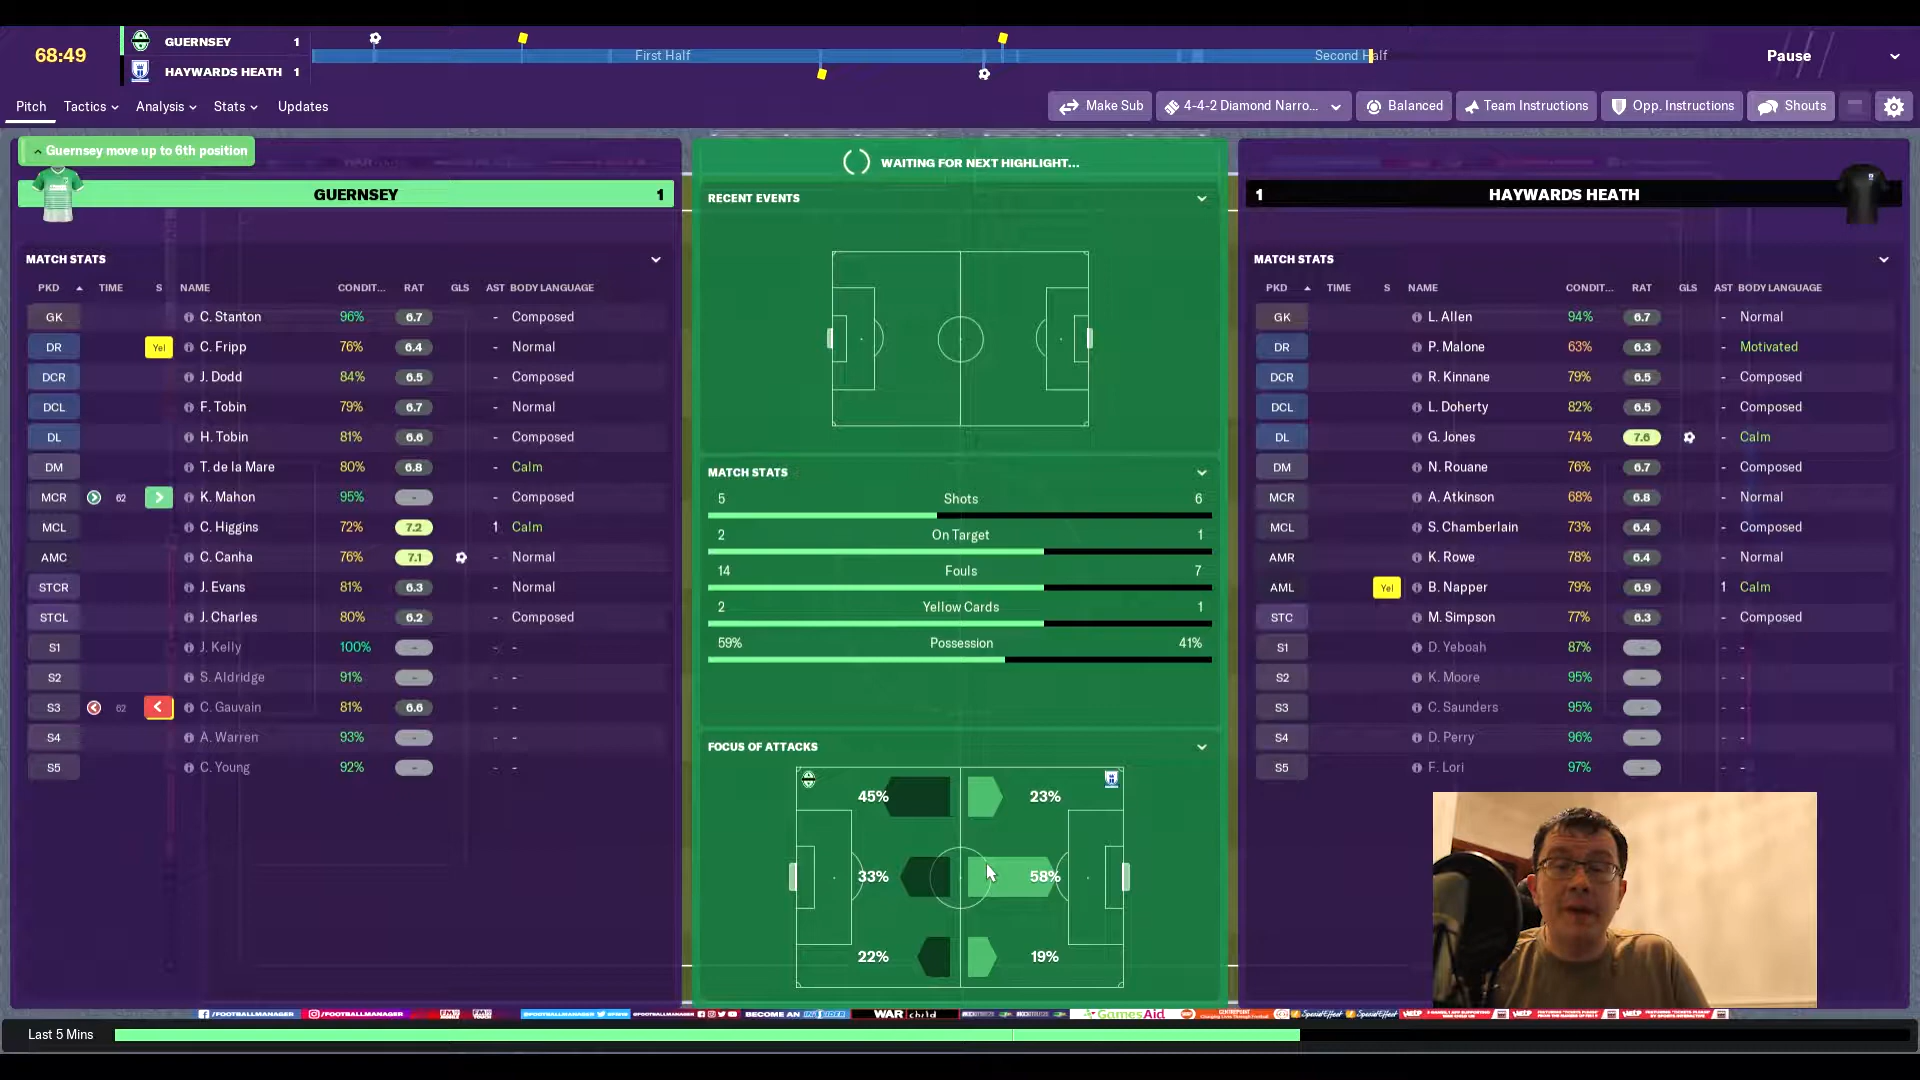 68:49
GUERNSEY 1
HAYWARDS HEATH 1
First Half
Second Half
Pause
Pitch Tactics Analysis Stats Updates
Make Sub 4-4-2 Diamond Narro... Balanced Team Instructions Opp. Instructions Shouts
Guernsey move up to 6th position
GUERNSEY 1
MATCH STATS
PKD TIME S NAME CONDIT... RAT GLS AST BODY LANGUAGE
GK C. Stanton 96% 6.7 - Composed
DR Yel C. Fripp 76% 6.4 - Normal
DCR J. Dodd 84% 6.5 - Composed
DCL F. Tobin 79% 6.7 - Normal
DL H. Tobin 81% 6.6 - Composed
DM T. de la Mare 80% 6.8 - Calm
MCR 62 K. Mahon 95% - - Composed
MCL C. Higgins 72% 7.2 1 Calm
AMC C. Canha 76% 7.1 - Normal
STCR J. Evans 81% 6.3 - Normal
STCL J. Charles 80% 6.2 - Composed
S1 J. Kelly 100% - - -
S2 S. Aldridge 91% - - -
S3 62 C. Gauvain 81% 6.6 - -
S4 A. Warren 93% - - -
S5 C. Young 92% - - -
WAITING FOR NEXT HIGHLIGHT...
RECENT EVENTS
MATCH STATS
5 Shots 6
2 On Target 1
14 Fouls 7
2 Yellow Cards 1
59% Possession 41%
FOCUS OF ATTACKS
45% 23%
33% 58%
22% 19%
1 HAYWARDS HEATH
MATCH STATS
PKD TIME S NAME CONDIT... RAT GLS AST BODY LANGUAGE
GK L. Allen 94% 6.7 - Normal
DR P. Malone 63% 6.3 - Motivated
DCR R. Kinnane 79% 6.5 - Composed
DCL L. Doherty 82% 6.5 - Composed
DL G. Jones 74% 7.6 - Calm
DM N. Rouane 76% 6.7 - Composed
MCR A. Atkinson 68% 6.8 - Normal
MCL S. Chamberlain 73% 6.4 - Composed
AMR K. Rowe 78% 6.4 - Normal
AML Yel B. Napper 79% 6.9 1 Calm
STC M. Simpson 77% 6.3 - Composed
S1 D. Yeboah 87% - - -
S2 K. Moore 95% - - -
S3 C. Saunders 95% - - -
S4 D. Perry 96% - - -
S5 F. Lori 97% - - -
/FOOTBALLMANAGER /FOOTBALLMANAGER BECOME AN INSIDER WAR child GamesAid SpecialEffect SpecialEffect
Last 5 Mins